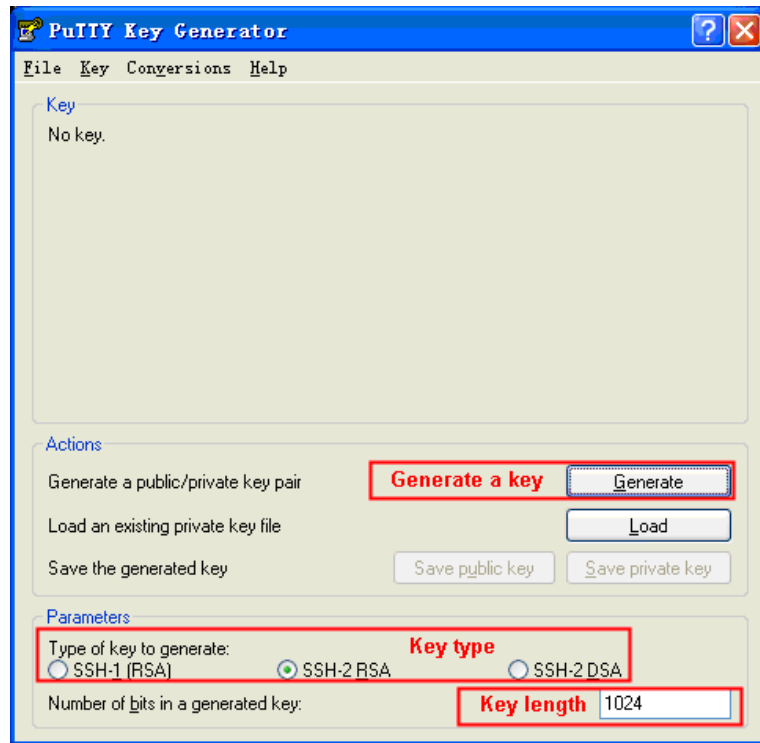 PuTTY Key Generator
File Key Conversions Help
Key
No key.
Actions
Generate a public/private key pair Generate a key Generate
Load an existing private key file Load
Save the generated key Save public key Save private key
Parameters
Type of key to generate: Key type
SSH-1 (RSA) SSH-2 RSA SSH-2 DSA
Number of bits in a generated key: Key length 1024